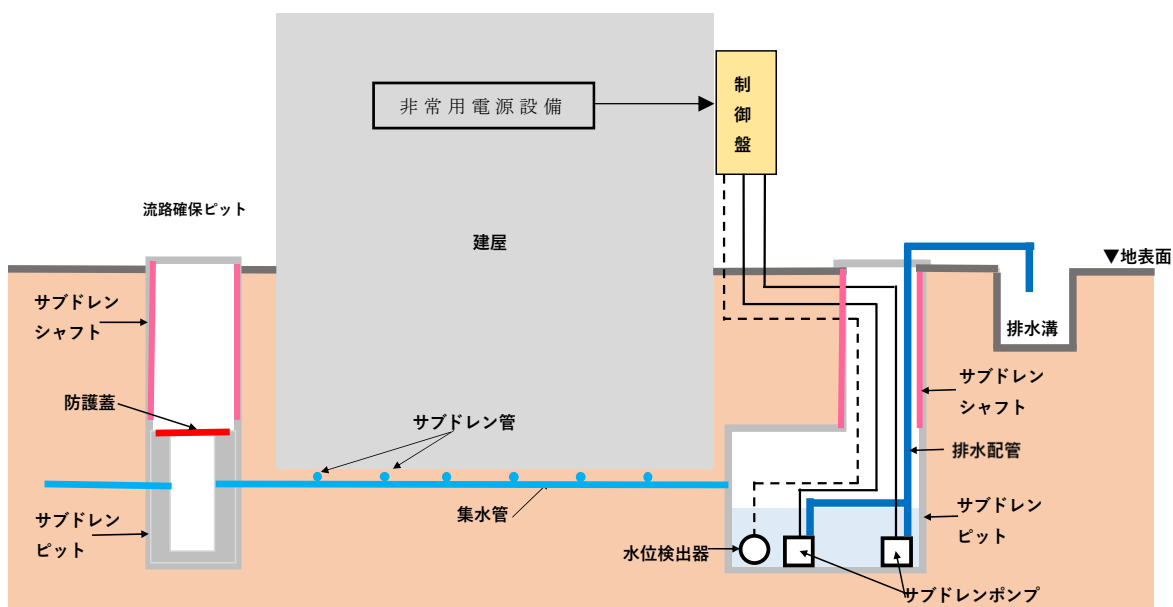 非常用電源設備
制
御
盤
流路確保ピット
建屋
▼地表面
サブドレン
シャフト
排水溝
防護蓋
サブドレン管
サブドレン
シャフト
排水配管
集水管
サブドレン
ピット
サブドレン
ピット
水位検出器
サブドレンポンプ